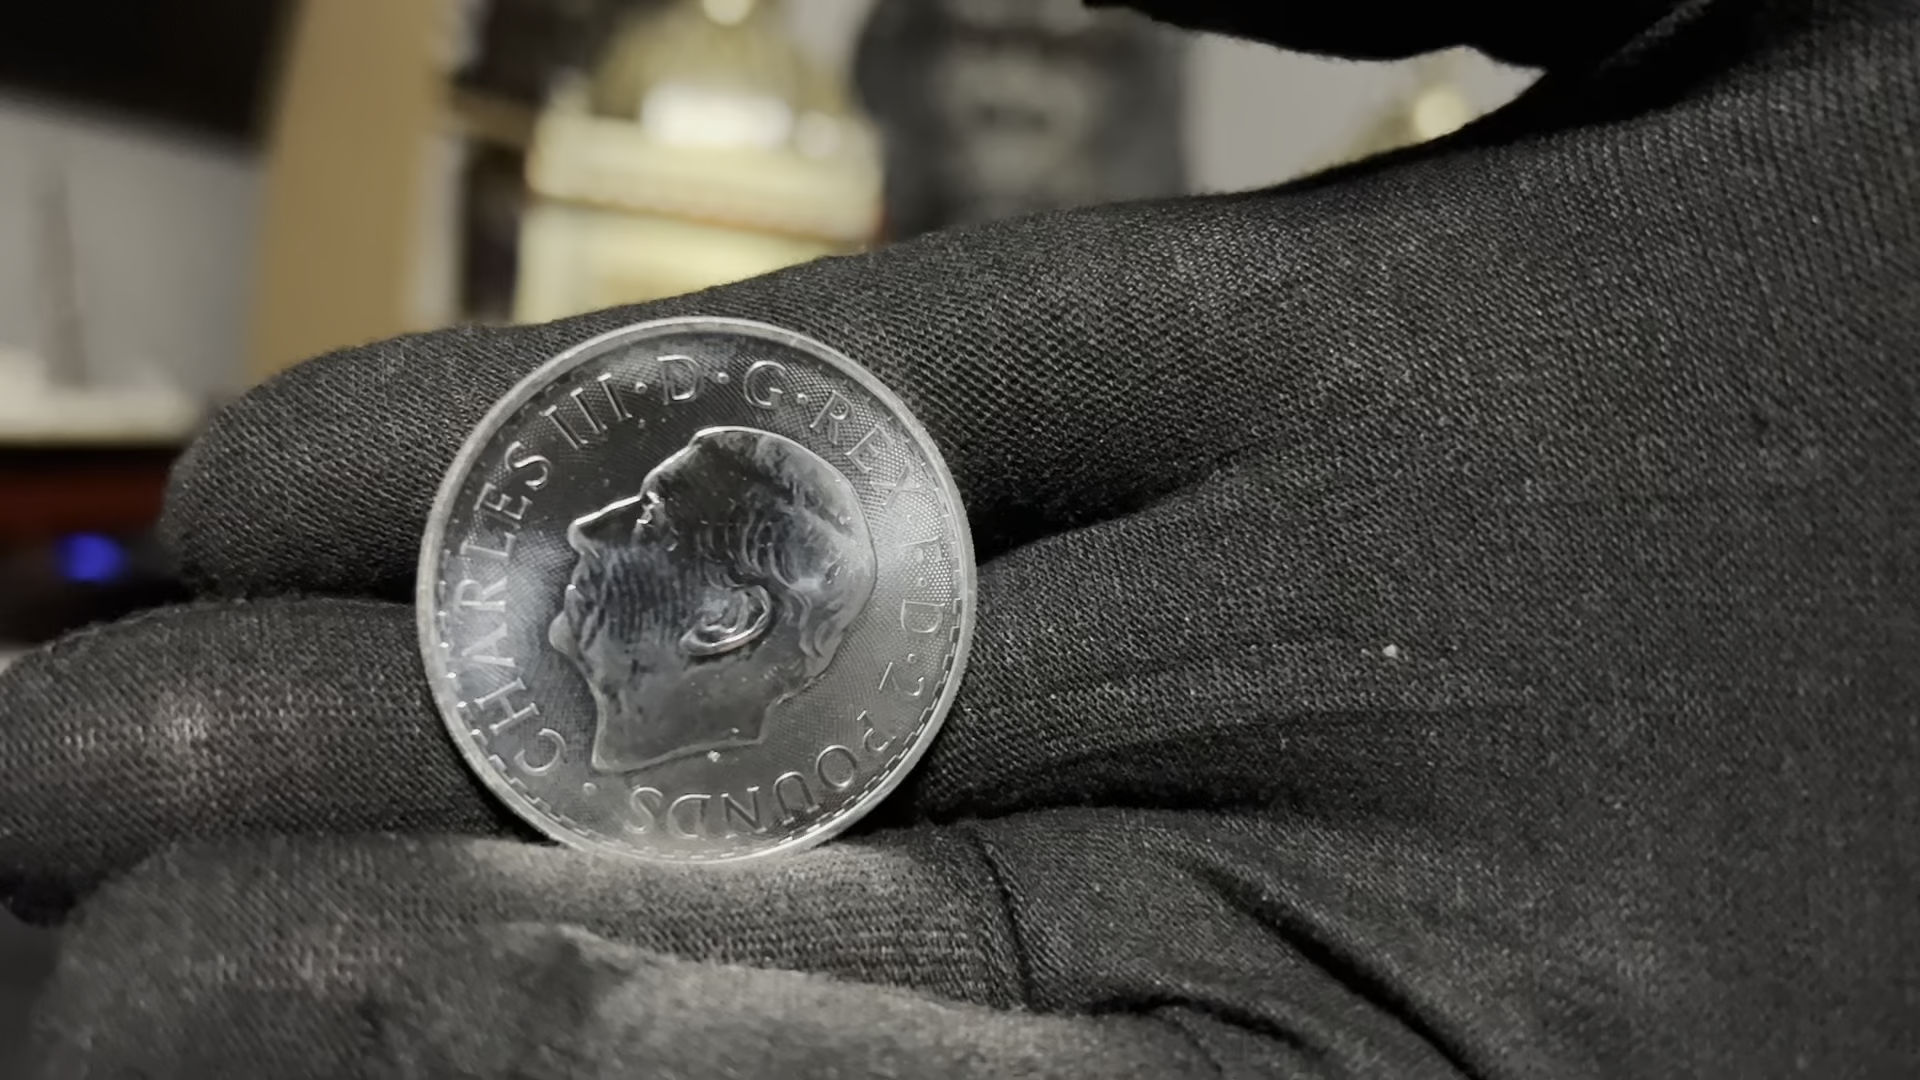 CHARLES III · D · G · REX · F · D · 2 POUNDS ·